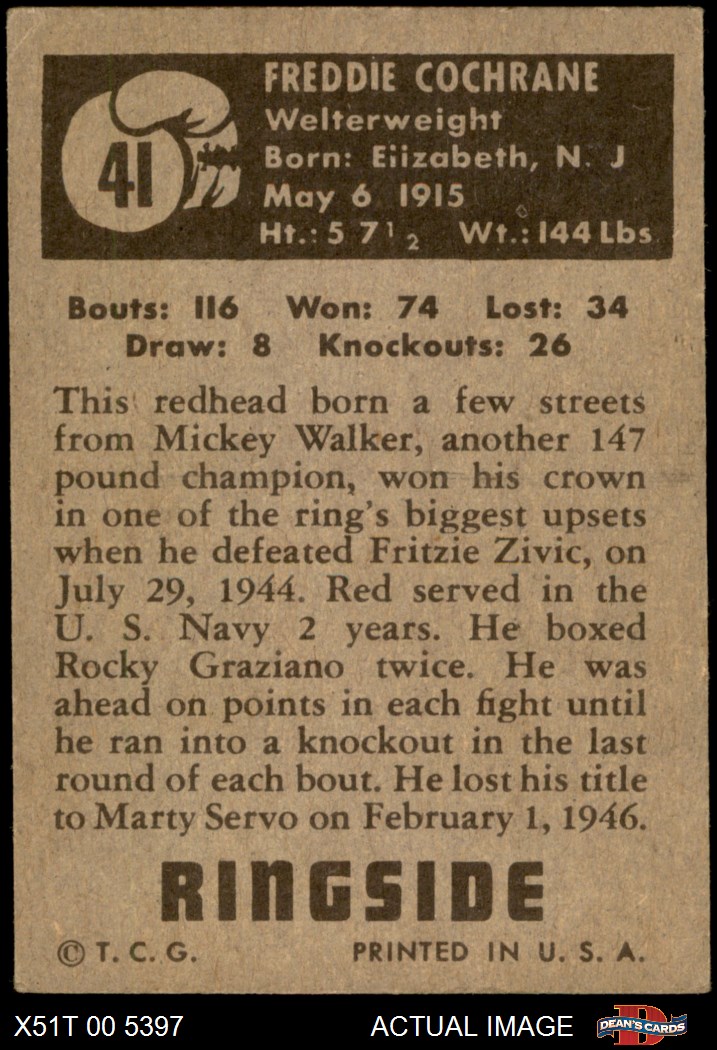 41
FREDDIE COCHRANE
Welterweight
Born: Eiizabeth, N. J
May 6 1915
Ht.: 5 7 1 2 Wt.: 144 Lbs
Bouts: 116 Won: 74 Lost: 34
Draw: 8 Knockouts: 26
This redhead born a few streets
from Mickey Walker, another 147
pound champion, won his crown
in one of the ring's biggest upsets
when he defeated Fritzie Zivic, on
July 29, 1944. Red served in the
U. S. Navy 2 years. He boxed
Rocky Graziano twice. He was
ahead on points in each fight until
he ran into a knockout in the last
round of each bout. He lost his title
to Marty Servo on February 1, 1946.
RINGSIDE
© T. C. G. PRINTED IN U. S. A.
X51T 00 5397 ACTUAL IMAGE D DEAN'S CARDS